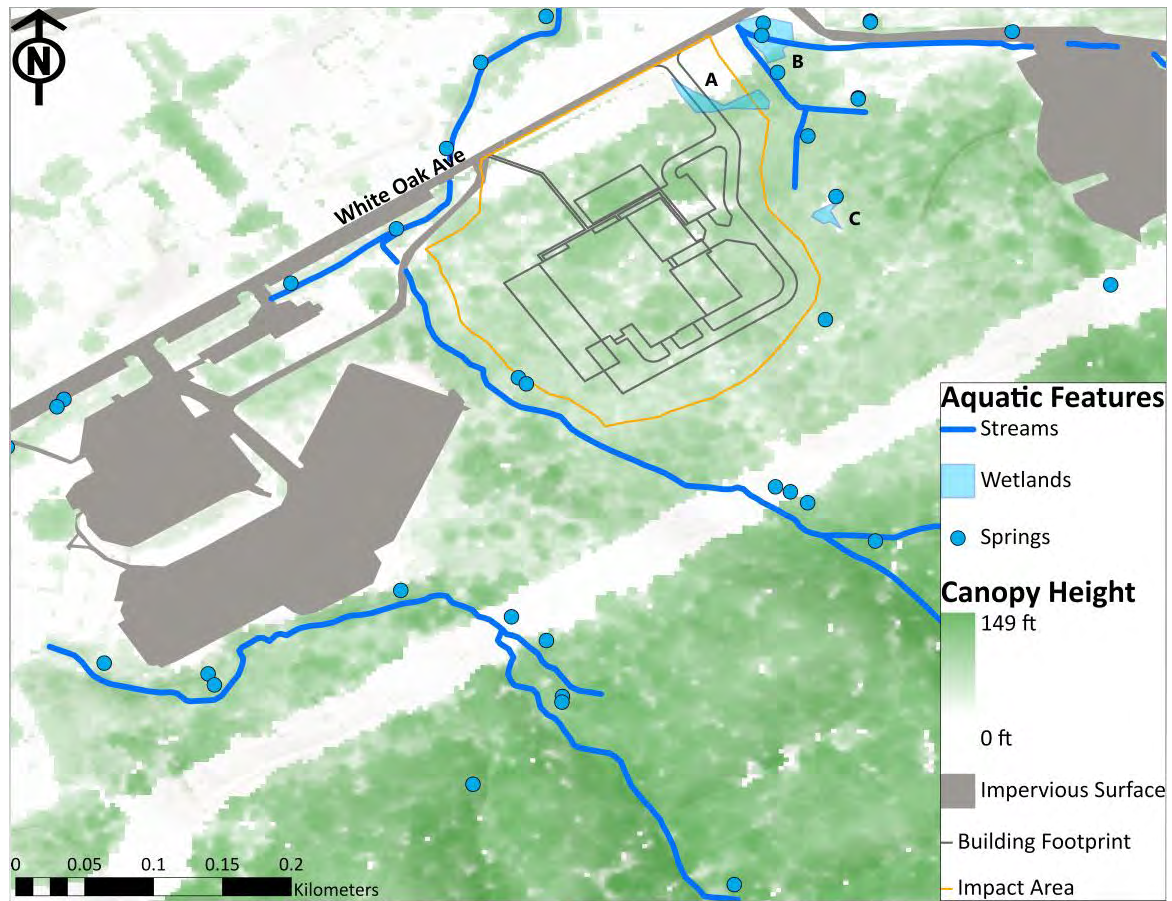 N
A
B
White Oak Ave
C
Aquatic Features
Streams
Wetlands
Springs
Canopy Height
149 ft
0 ft
Impervious Surface
Building Footprint
Impact Area
0 0.05 0.1 0.15 0.2
Kilometers